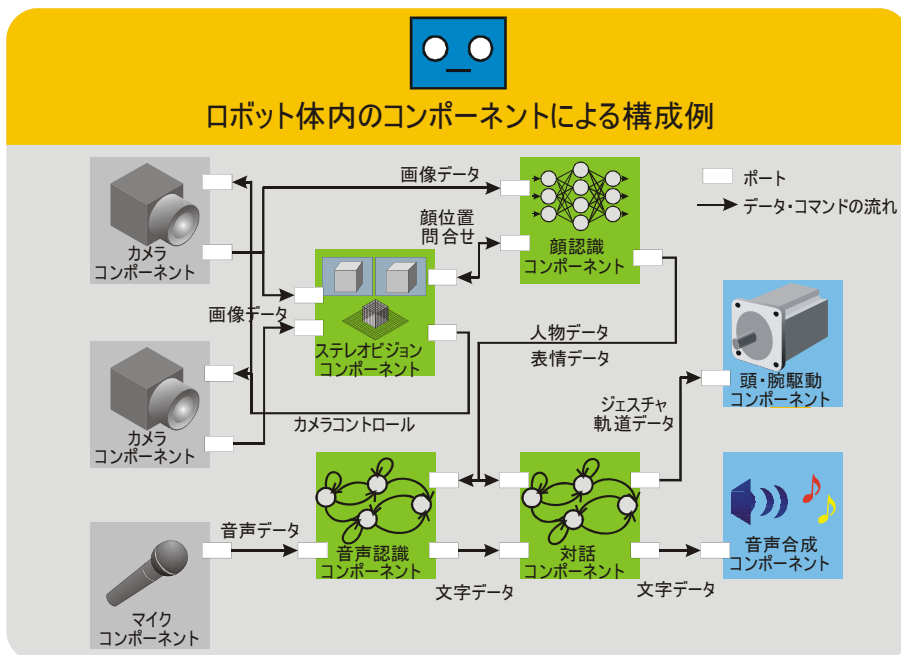 ロボット体内のコンポーネントによる構成例
画像データ
ポート
データ・コマンドの流れ
カメラ
コンポーネント
顔位置
問合せ
顔認識
コンポーネント
画像データ
ステレオビジョン
コンポーネント
人物データ
表情データ
頭・腕駆動
コンポーネント
カメラ
コンポーネント
カメラコントロール
ジェスチャ
軌道データ
音声データ
音声認識
コンポーネント
対話
コンポーネント
音声合成
コンポーネント
文字データ
文字データ
マイク
コンポーネント